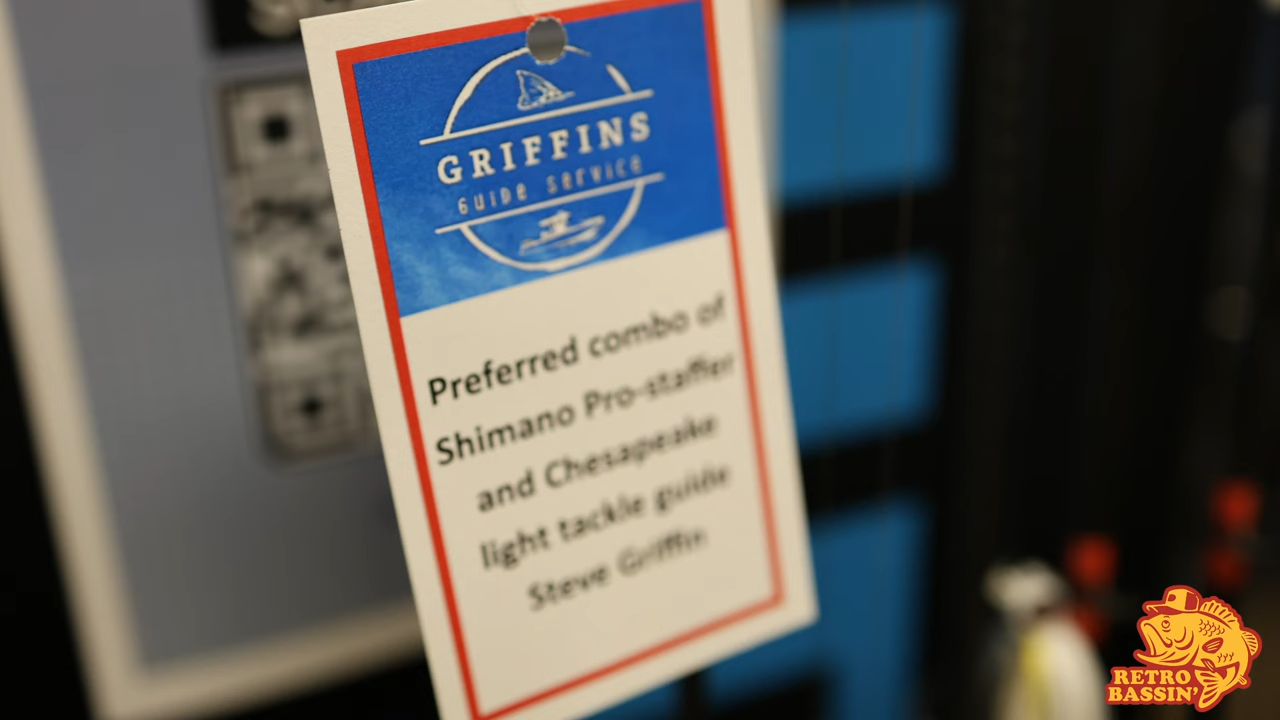 GRIFFINS
GUIDE SERVICE
Preferred combo of
Shimano Pro-staffer
and Chesapeake
light tackle guide
Steve Griffin
RETRO
BASSIN'